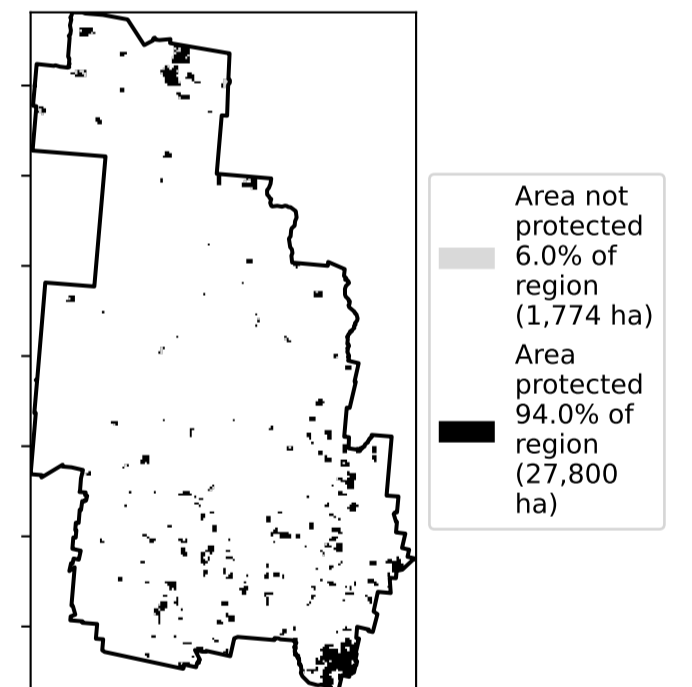 Area not
protected
6.0% of
region
(1,774 ha)
Area
protected
94.0% of
region
(27,800
ha)